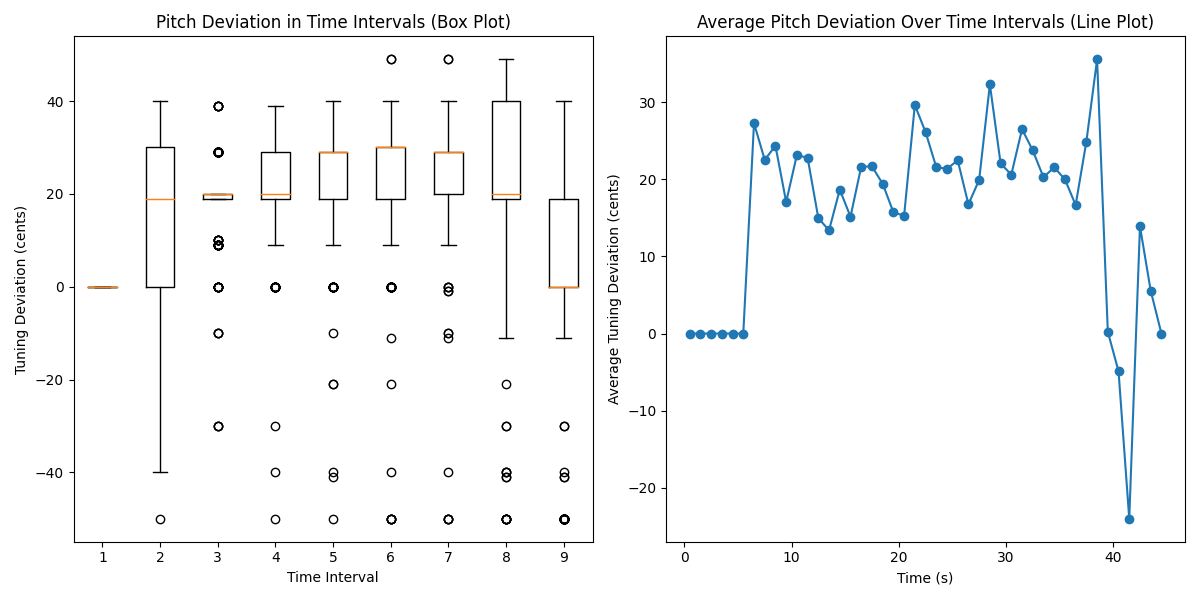 Pitch Deviation in Time Intervals (Box Plot)
Tuning Deviation (cents)
40
20
0
−20
−40
1 2 3 4 5 6 7 8 9
Time Interval
Average Pitch Deviation Over Time Intervals (Line Plot)
Average Tuning Deviation (cents)
30
20
10
0
−10
−20
0 10 20 30 40
Time (s)